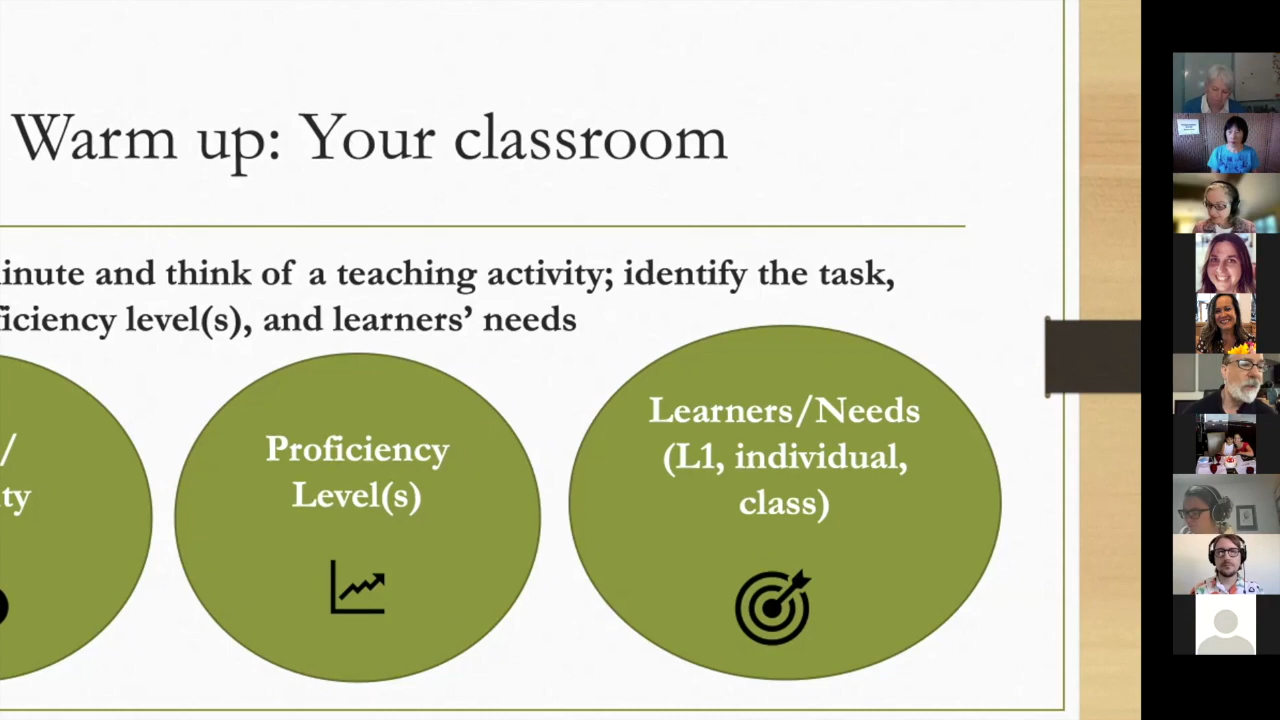 Warm up: Your classroom
inute and think of a teaching activity; identify the task,
ficiency level(s), and learners' needs
/
ty
Proficiency
Level(s)
Learners/Needs
(L1, individual,
class)